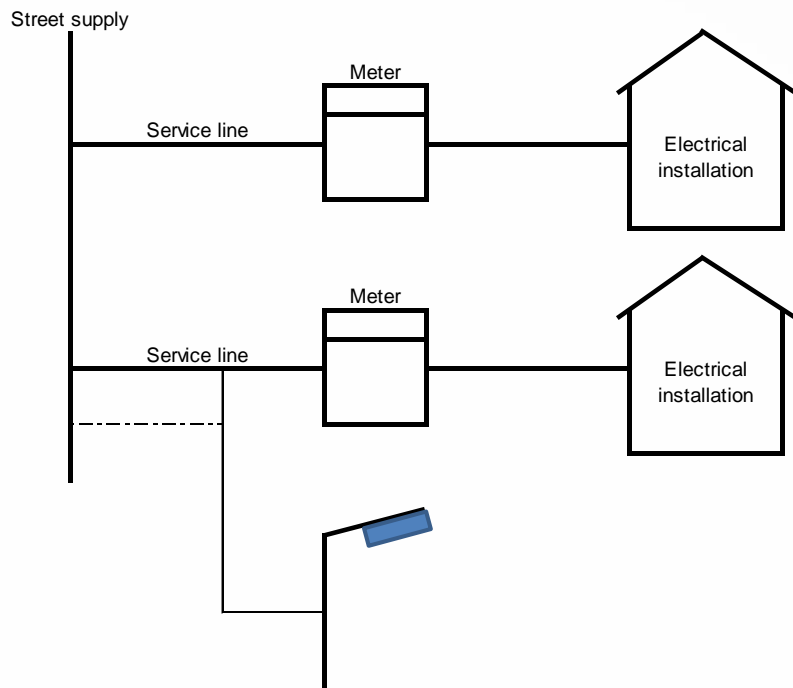 Street supply
Meter
Service line
Electrical
installation
Meter
Service line
Electrical
installation